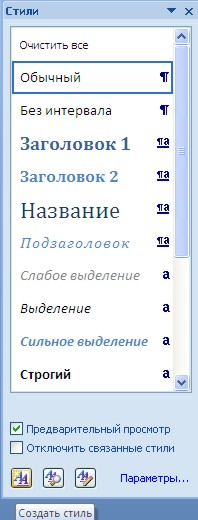 Стили
Очистить все
Обычный ¶
Без интервала ¶
Заголовок 1 ¶a
Заголовок 2 ¶a
Название ¶a
Подзаголовок ¶a
Слабое выделение a
Выделение a
Сильное выделение a
Строгий a
Предварительный просмотр
Отключить связанные стили
Параметры...
Создать стиль